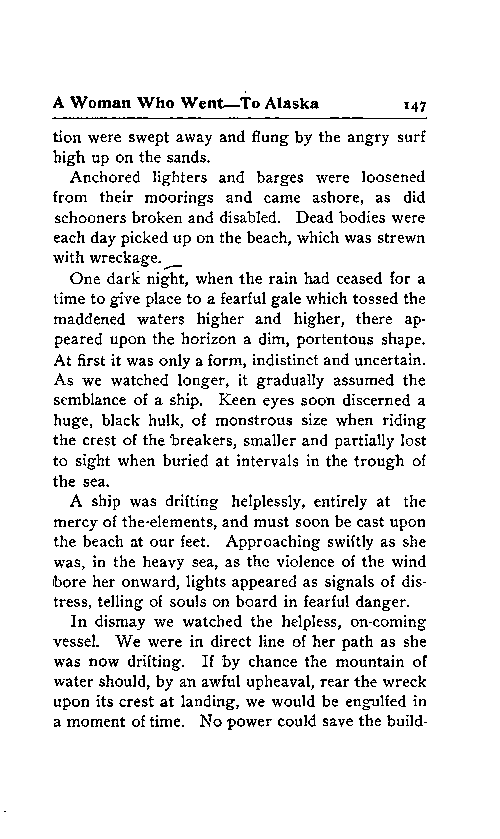 A Woman Who Went—To Alaska 147
tion were swept away and flung by the angry surf
high up on the sands.
Anchored lighters and barges were loosened
from their moorings and came ashore, as did
schooners broken and disabled. Dead bodies were
each day picked up on the beach, which was strewn
with wreckage.
One dark night, when the rain had ceased for a
time to give place to a fearful gale which tossed the
maddened waters higher and higher, there ap-
peared upon the horizon a dim, portentous shape.
At first it was only a form, indistinct and uncertain.
As we watched longer, it gradually assumed the
semblance of a ship. Keen eyes soon discerned a
huge, black hulk, of monstrous size when riding
the crest of the breakers, smaller and partially lost
to sight when buried at intervals in the trough of
the sea.
A ship was drifting helplessly, entirely at the
mercy of the-elements, and must soon be cast upon
the beach at our feet. Approaching swiftly as she
was, in the heavy sea, as the violence of the wind
bore her onward, lights appeared as signals of dis-
tress, telling of souls on board in fearful danger.
In dismay we watched the helpless, on-coming
vessel. We were in direct line of her path as she
was now drifting. If by chance the mountain of
water should, by an awful upheaval, rear the wreck
upon its crest at landing, we would be engulfed in
a moment of time. No power could save the build-